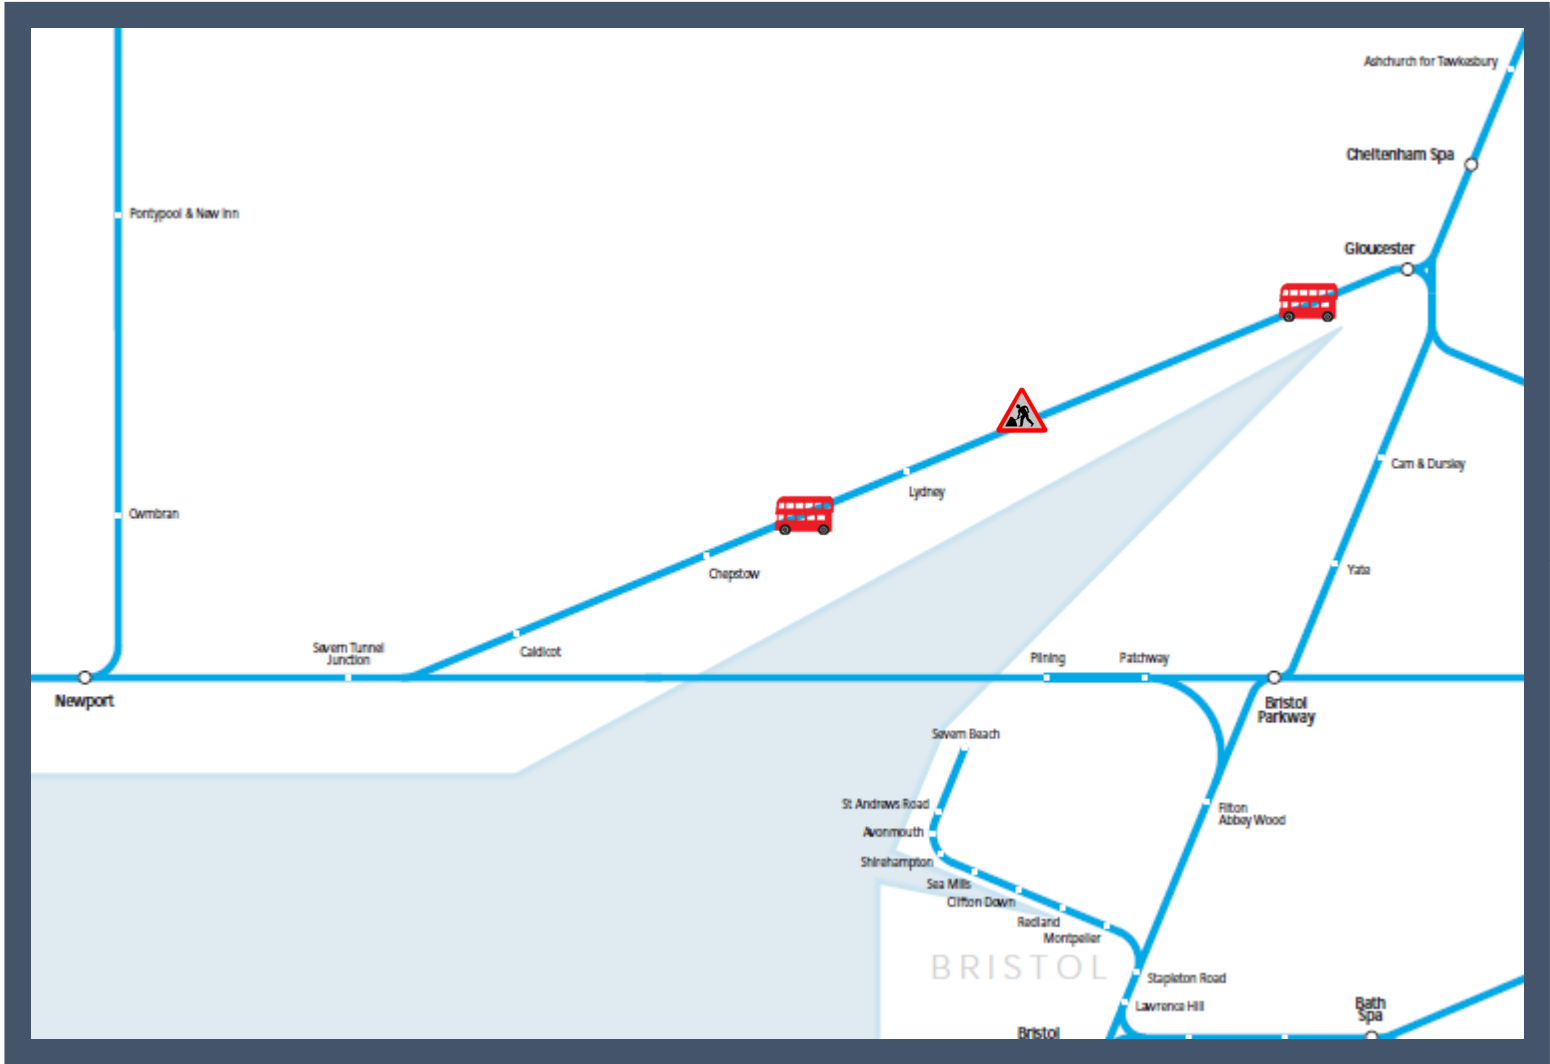 Ashchurch for Tewkesbury
Cheltenham Spa
Pontypool & New Inn
Gloucester
Cam & Dursley
Lydney
Cwmbran
Chepstow
Yate
Severn Tunnel
Junction
Caldicot
Pilning
Patchway
Newport
Bristol
Parkway
Severn Beach
St Andrews Road
Filton
Abbey Wood
Avonmouth
Shirehampton
Sea Mills
Clifton Down
Redland
Montpelier
BRISTOL
Stapleton Road
Lawrence Hill
Bath
Spa
Bristol